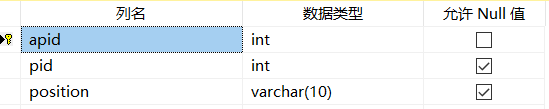 列名 数据类型 允许 Null 值
apid int
pid int
position varchar(10)